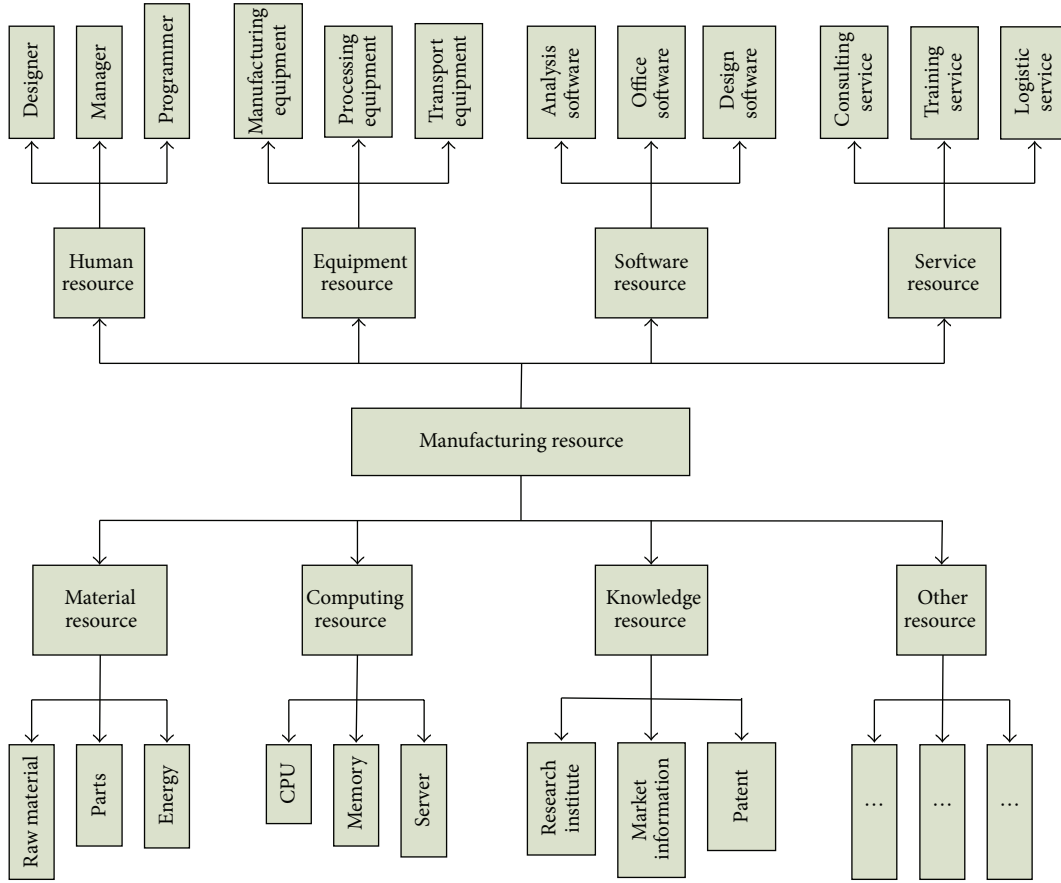 Designer
Manager
Programmer
Manufacturing
equipment
Processing
equipment
Transport
equipment
Analysis
software
Office
software
Design
software
Consulting
service
Training
service
Logistic
service
Human
resource
Equipment
resource
Software
resource
Service
resource
Manufacturing resource
Material
resource
Computing
resource
Knowledge
resource
Other
resource
Raw material
Parts
Energy
CPU
Memory
Server
Research
institute
Market
information
Patent
...
...
...